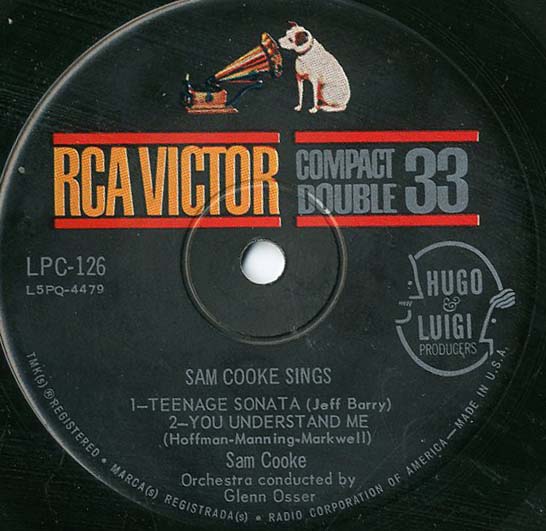 RCA VICTOR
COMPACT DOUBLE 33
LPC-126
L5PQ-4479
HUGO
&
LUIGI
PRODUCERS
SAM COOKE SINGS
1—TEENAGE SONATA (Jeff Barry)
2—YOU UNDERSTAND ME
(Hoffman-Manning-Markwell)
Sam Cooke
Orchestra conducted by
Glenn Osser
TMK(s) ® REGISTERED • MARCA(s) REGISTRADA(s) • RADIO CORPORATION OF AMERICA—MADE IN U.S.A.